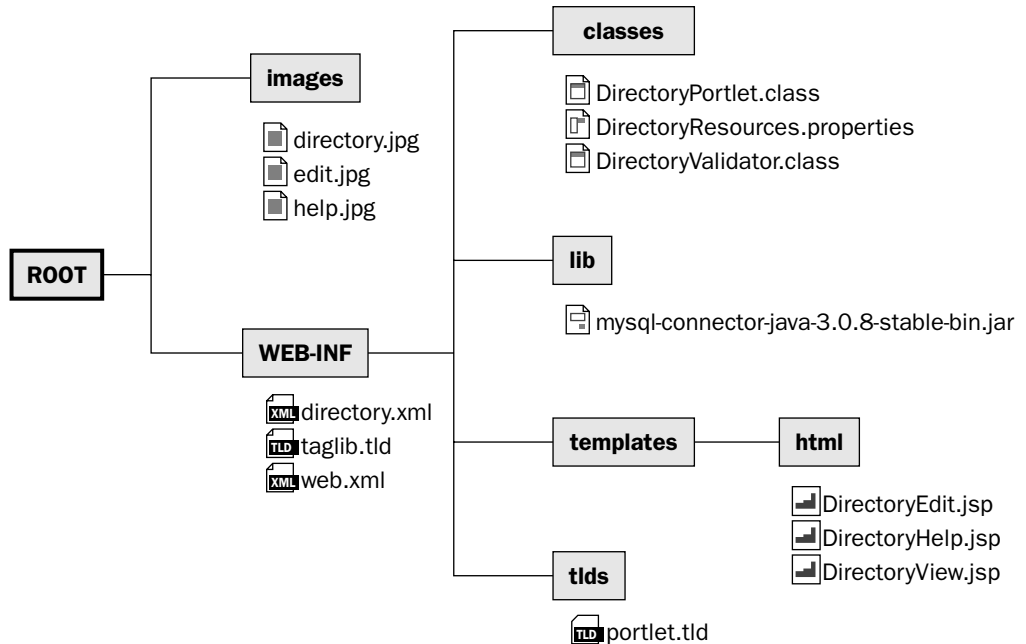 ROOT
images
directory.jpg
edit.jpg
help.jpg
WEB-INF
XML directory.xml
TLD taglib.tld
XML web.xml
classes
DirectoryPortlet.class
DirectoryResources.properties
DirectoryValidator.class
lib
mysql-connector-java-3.0.8-stable-bin.jar
templates
html
DirectoryEdit.jsp
DirectoryHelp.jsp
DirectoryView.jsp
tlds
TLD portlet.tld